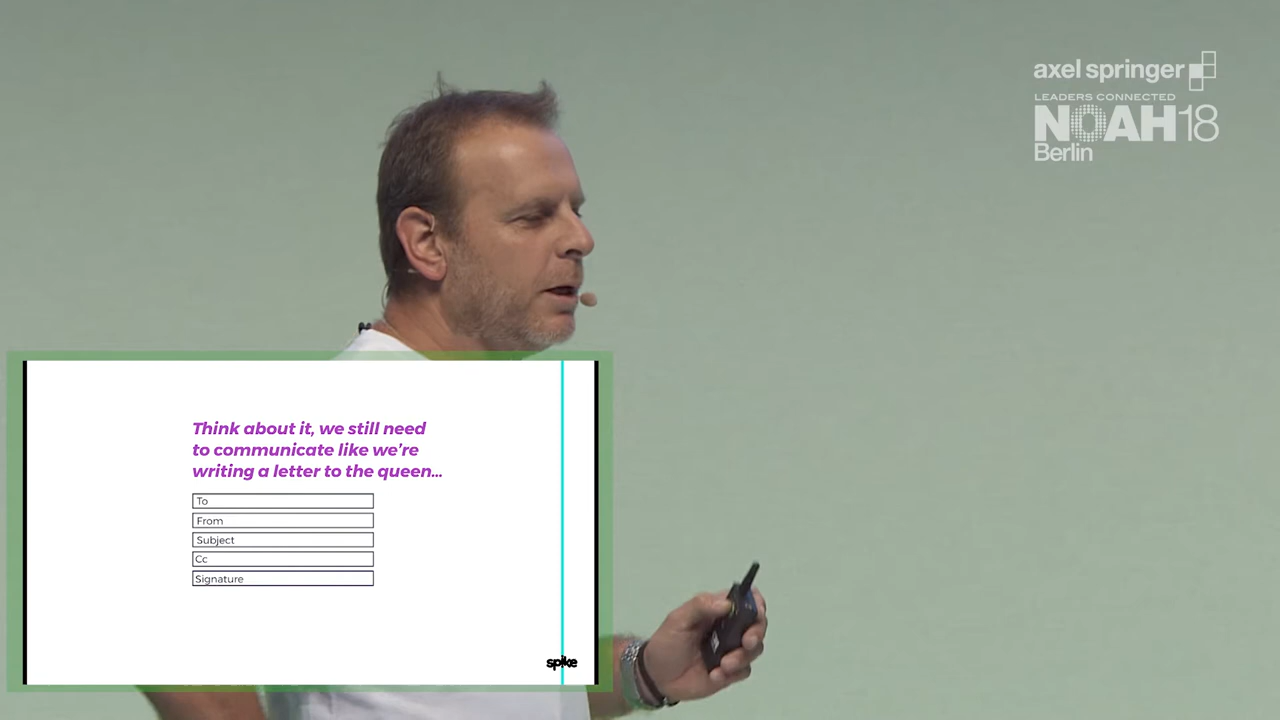 axel springer
LEADERS CONNECTED
NOAH18
Berlin
Think about it, we still need
to communicate like we're
writing a letter to the queen...
To
From
Subject
Cc
Signature
spike